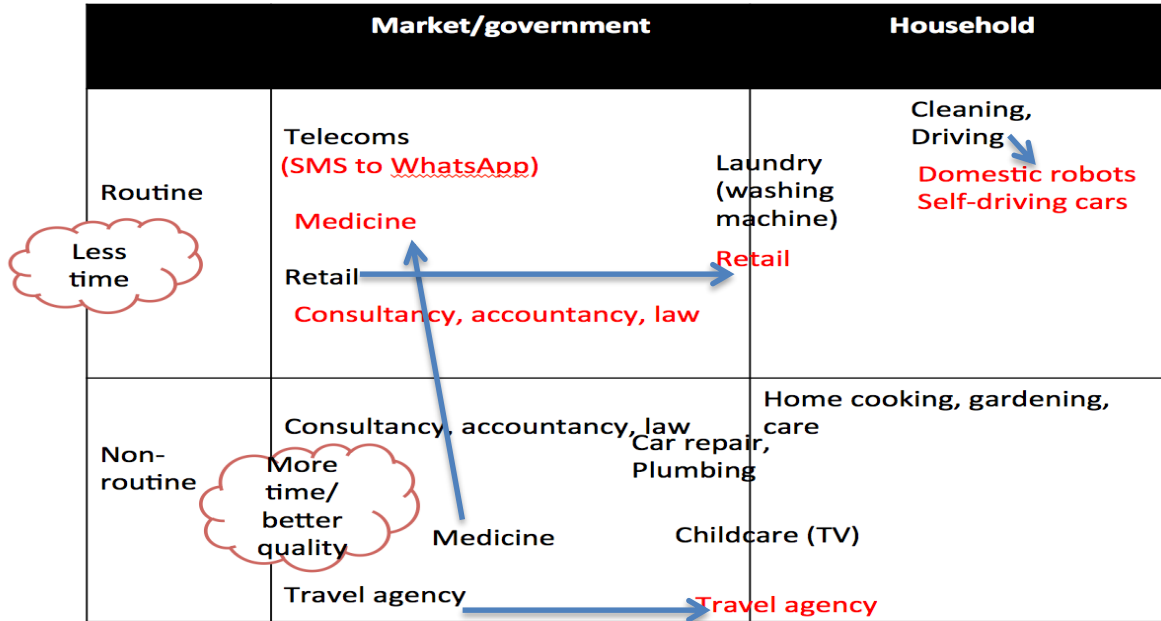 Market/government
Household
Routine
Less
time
Telecoms
(SMS to WhatsApp)
Medicine
Retail
Consultancy, accountancy, law
Laundry
(washing
machine)
Retail
Cleaning,
Driving
Domestic robots
Self-driving cars
Non-
routine
More
time/
better
quality
Consultancy, accountancy, law
Car repair,
Plumbing
Medicine
Travel agency
Home cooking, gardening,
care
Childcare (TV)
Travel agency